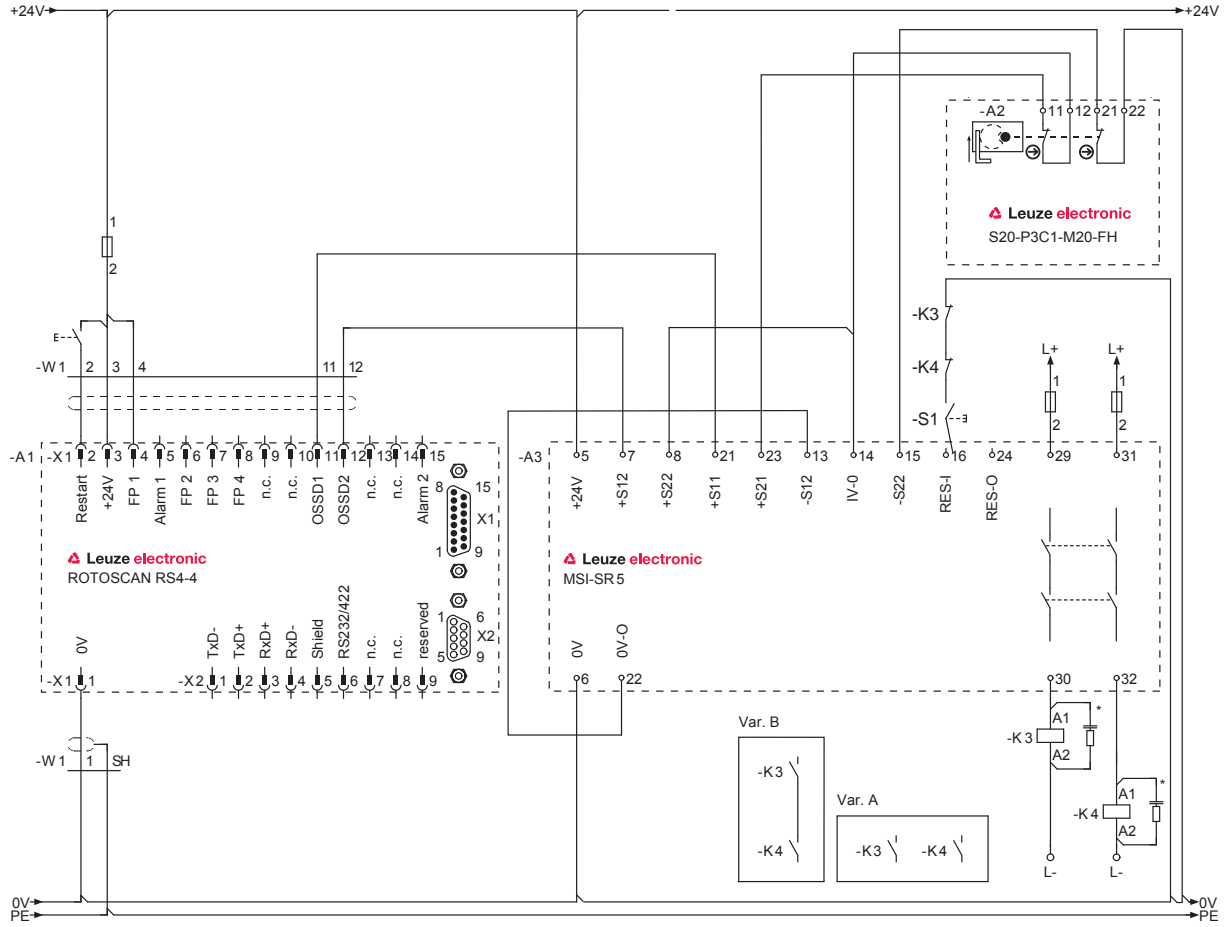 +24V
+24V
-A2
11 12 21 22
Leuze electronic
S20-P3C1-M20-FH
1
2
-K3
-K4
-S1
L+
L+
1
1
2
2
E
-W1 2 3 4 11 12
-A1 -X1 2 3 4 5 6 7 8 9 10 11 12 13 14 15
Restart
+24V
FP 1
Alarm 1
FP 2
FP 3
FP 4
n.c.
n.c.
OSSD1
OSSD2
n.c.
n.c.
Alarm 2
8 15
X1
1 9
Leuze electronic
ROTOSCAN RS4-4
1 6
X2
5 9
0V
TxD-
TxD+
RxD+
RxD-
Shield
RS232/422
n.c.
n.c.
reserved
-X1 1 -X2 1 2 3 4 5 6 7 8 9
-A3 5 7 8 21 23 13 14 15 16 24 29 31
+24V
+S12
+S22
+S11
+S21
-S12
IV-0
-S22
RES-I
RES-O
Leuze electronic
MSI-SR5
0V
0V-O
6 22 30 32
-W1 1 SH
Var. B
-K3
-K4
Var. A
-K3 -K4
-K3 A1 *
A2
-K4 A1 *
A2
L- L-
0V
PE
0V
PE